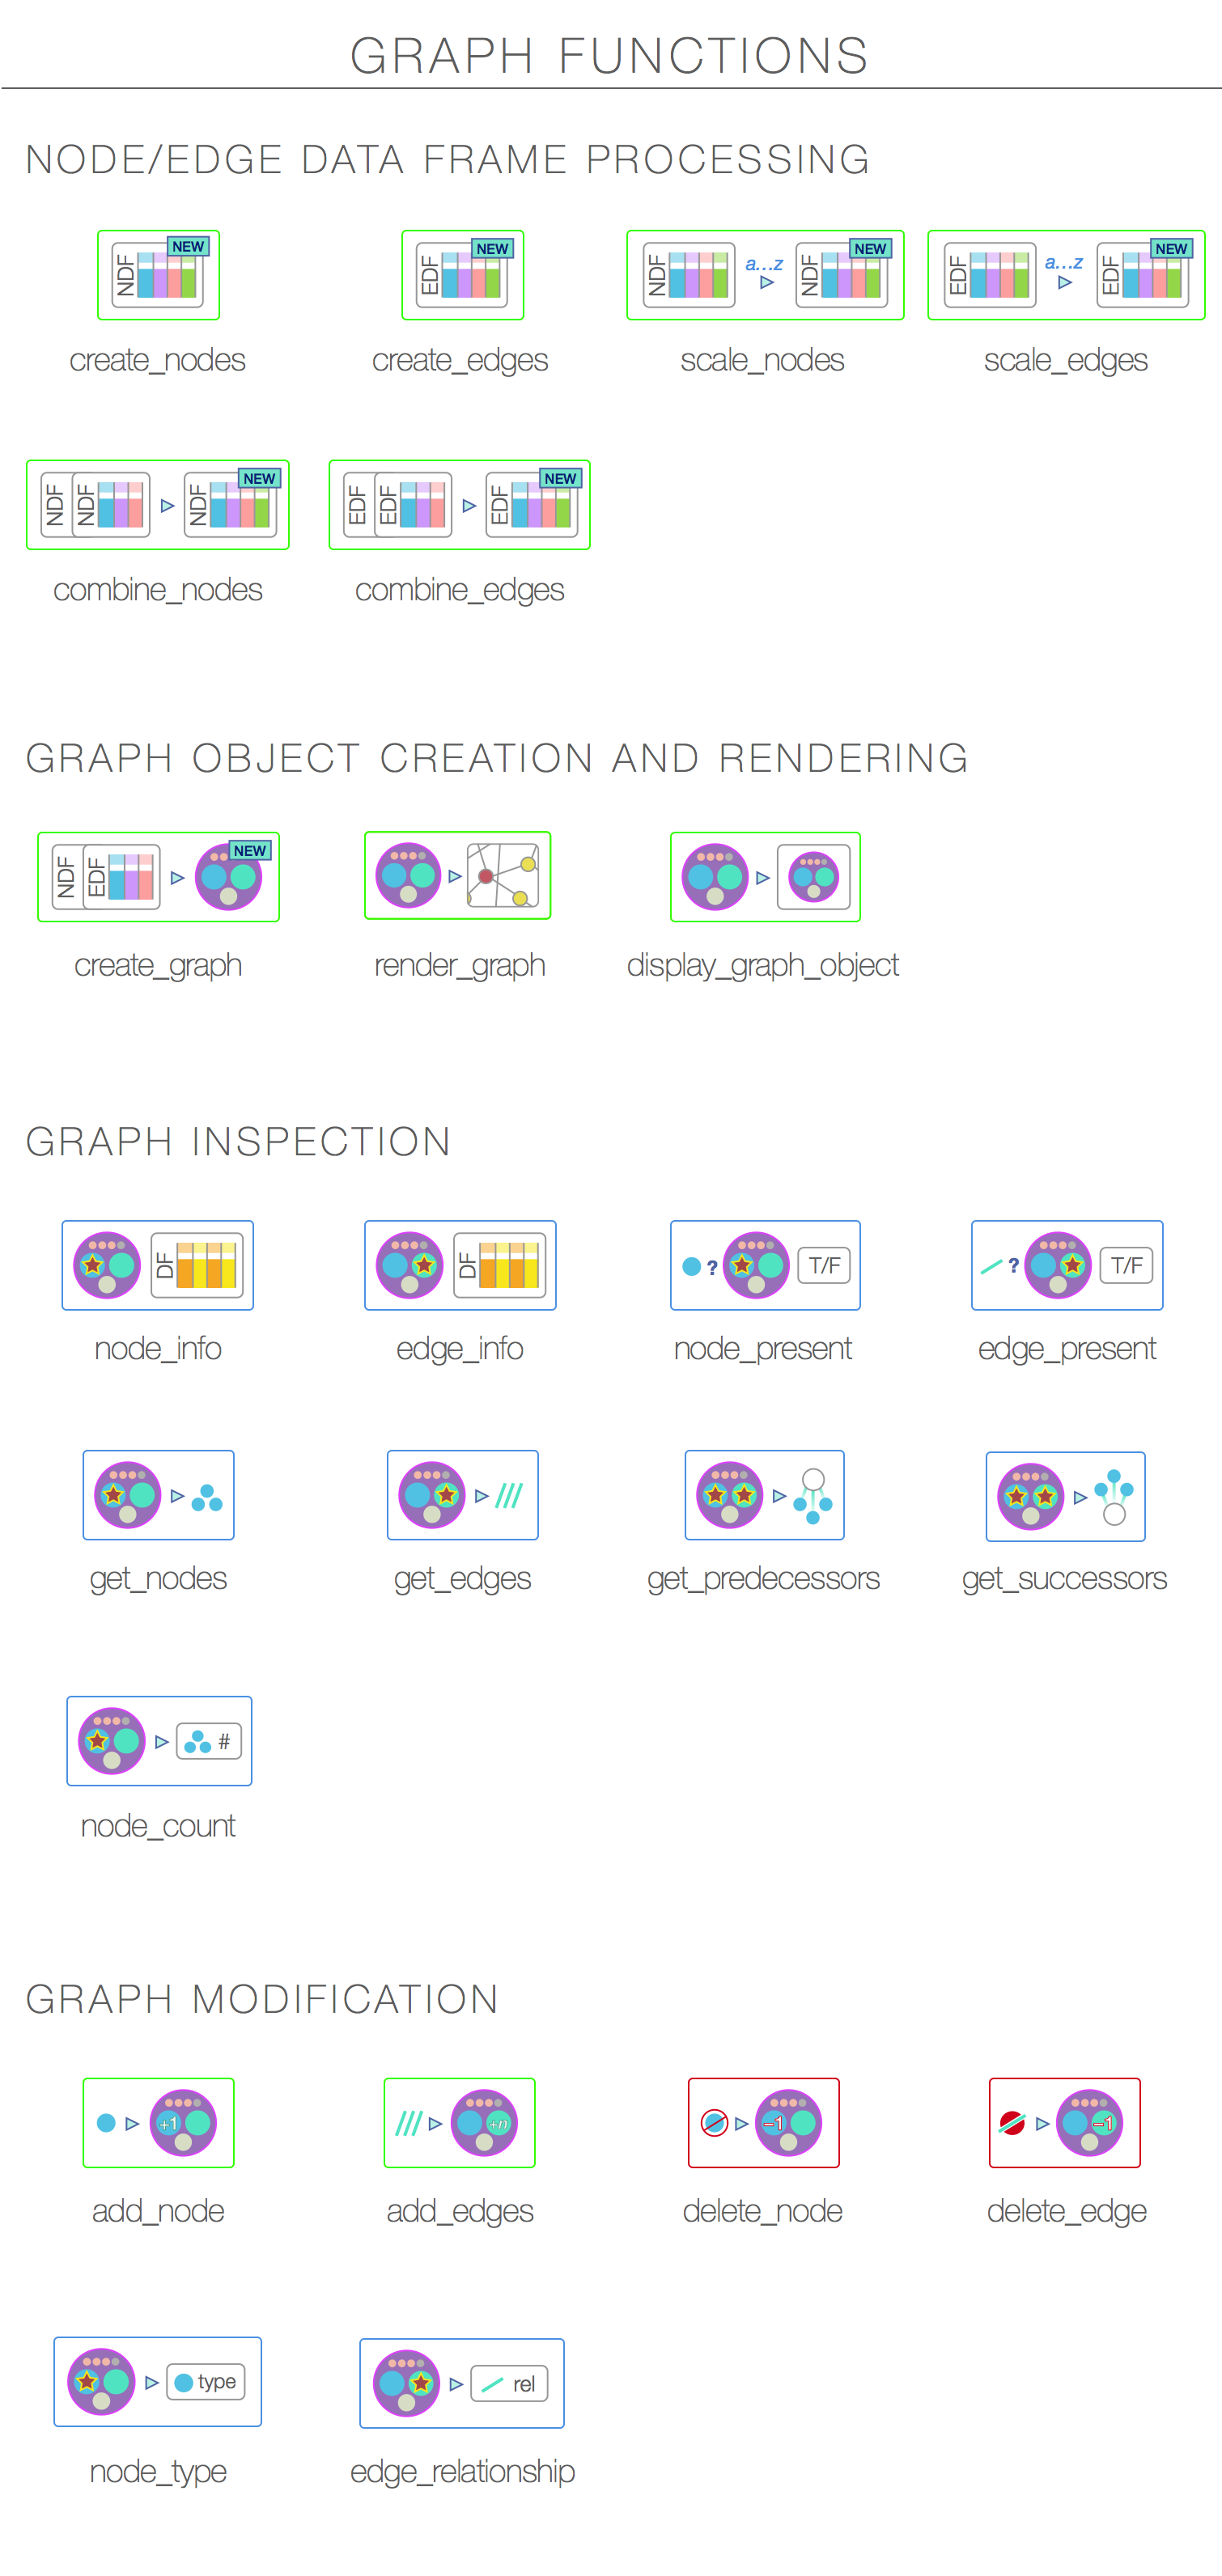 GRAPH FUNCTIONS
NODE/EDGE DATA FRAME PROCESSING
NDF NEW
EDF NEW
NDF a...z NDF NEW
EDF a...z EDF NEW
create_nodes
create_edges
scale_nodes
scale_edges
NDF NDF NDF NEW
EDF EDF EDF NEW
combine_nodes
combine_edges
GRAPH OBJECT CREATION AND RENDERING
NDF EDF NEW
create_graph
render_graph
display_graph_object
GRAPH INSPECTION
DF
DF
? T/F
? T/F
node_info
edge_info
node_present
edge_present
get_nodes
get_edges
get_predecessors
get_successors
#
node_count
GRAPH MODIFICATION
+1
+n
-1
-1
add_node
add_edges
delete_node
delete_edge
type
rel
node_type
edge_relationship